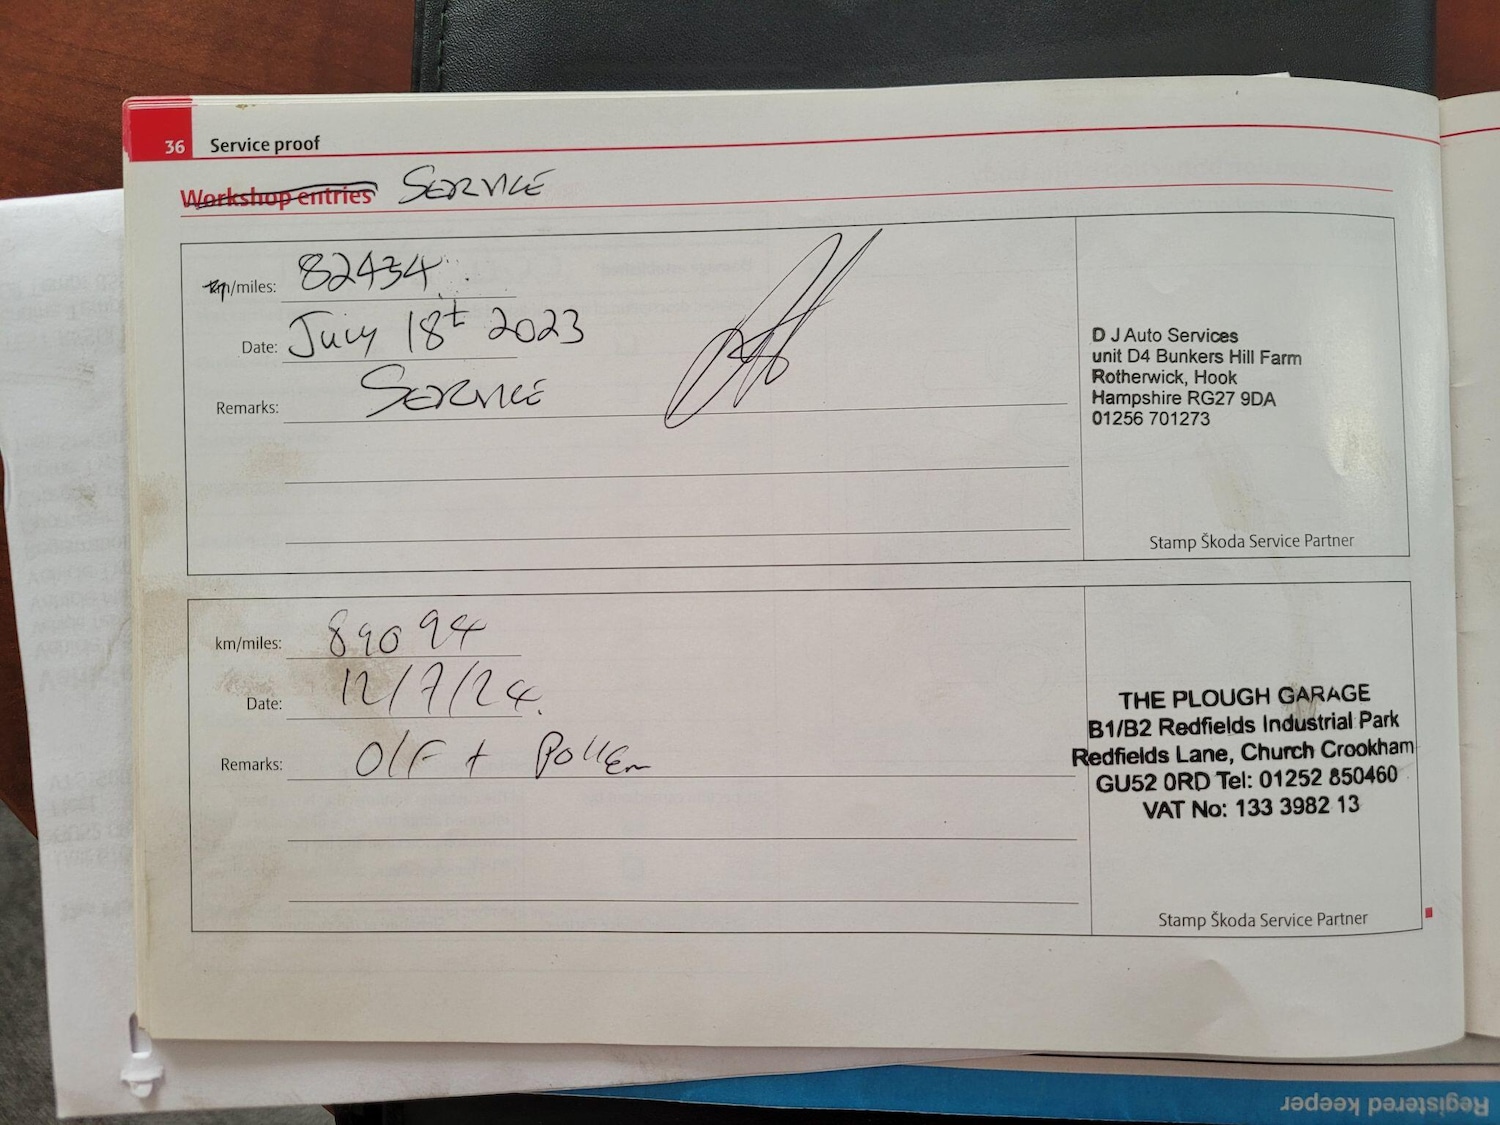 36 Service proof
Workshop entries SERVICE
km/miles: 82434
Date: July 18t 2023
Remarks: SERVICE
D J Auto Services
unit D4 Bunkers Hill Farm
Rotherwick, Hook
Hampshire RG27 9DA
01256 701273
Stamp Škoda Service Partner
km/miles: 89094
Date: 12/7/24.
Remarks: O/F + Pollen
THE PLOUGH GARAGE
B1/B2 Redfields Industrial Park
Redfields Lane, Church Crookham
GU52 0RD Tel: 01252 850460
VAT No: 133 3982 13
Stamp Škoda Service Partner
Registered keeper